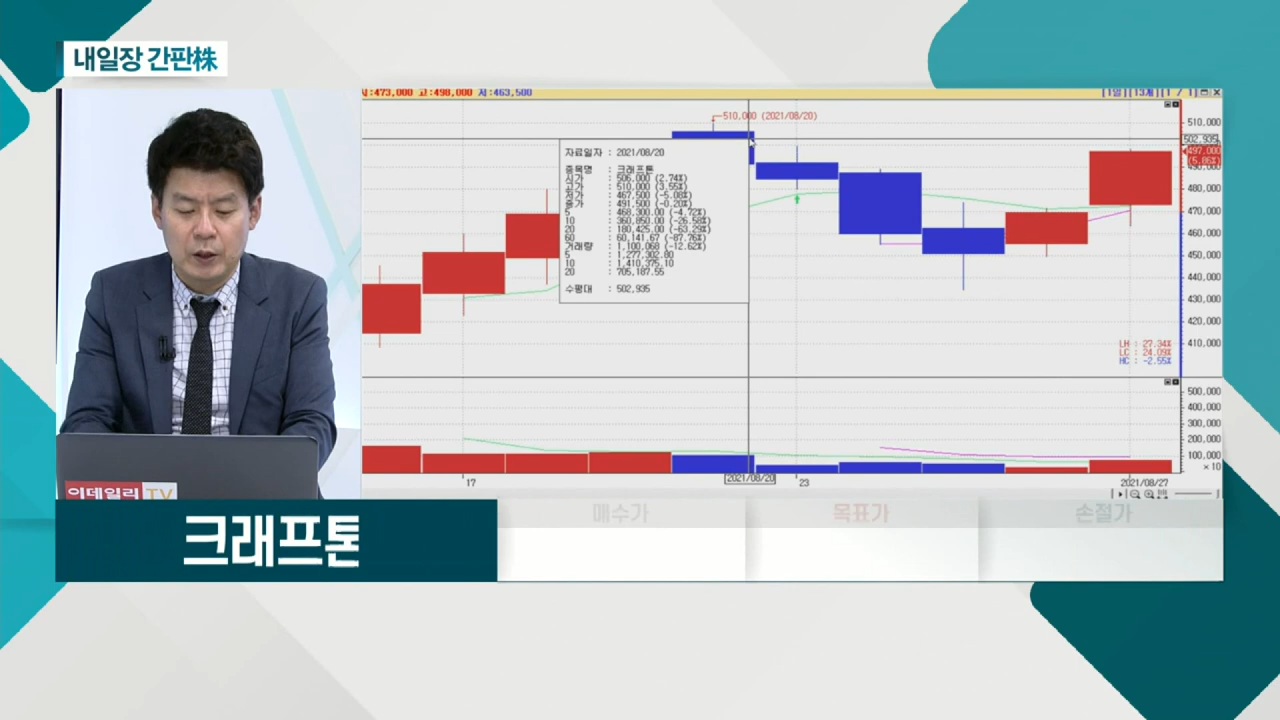 내일장 간판株
시:473,000 고:498,000 저:463,500
[1일][13개][1 / 1]
510,000 (2021/08/20)
510,000
502,935
497,000
(5.86%)
490,000
480,000
470,000
460,000
450,000
440,000
430,000
420,000
410,000
자료일자 : 2021/08/20
종목명 : 크래프톤
시가 : 506,000 (2.74%)
고가 : 510,000 (3.55%)
저가 : 467,500 (-5.08%)
종가 : 491,500 (-0.20%)
5 : 468,300.00 (-4.72%)
10 : 360,850.00 (-26.58%)
20 : 180,425.00 (-63.29%)
60 : 60,141.67 (-87.76%)
거래량 : 1,100,068 (-12.62%)
5 : 1,277,302.80
10 : 1,410,375.10
20 : 705,187.55
수평대 : 502,935
LH : 27.34%
LC : 24.09%
HC : -2.55%
500,000
400,000
300,000
200,000
100,000
×10
17
2021/08/20
23
2021/08/27
이데일리 TV
크래프톤
매수가
목표가
손절가